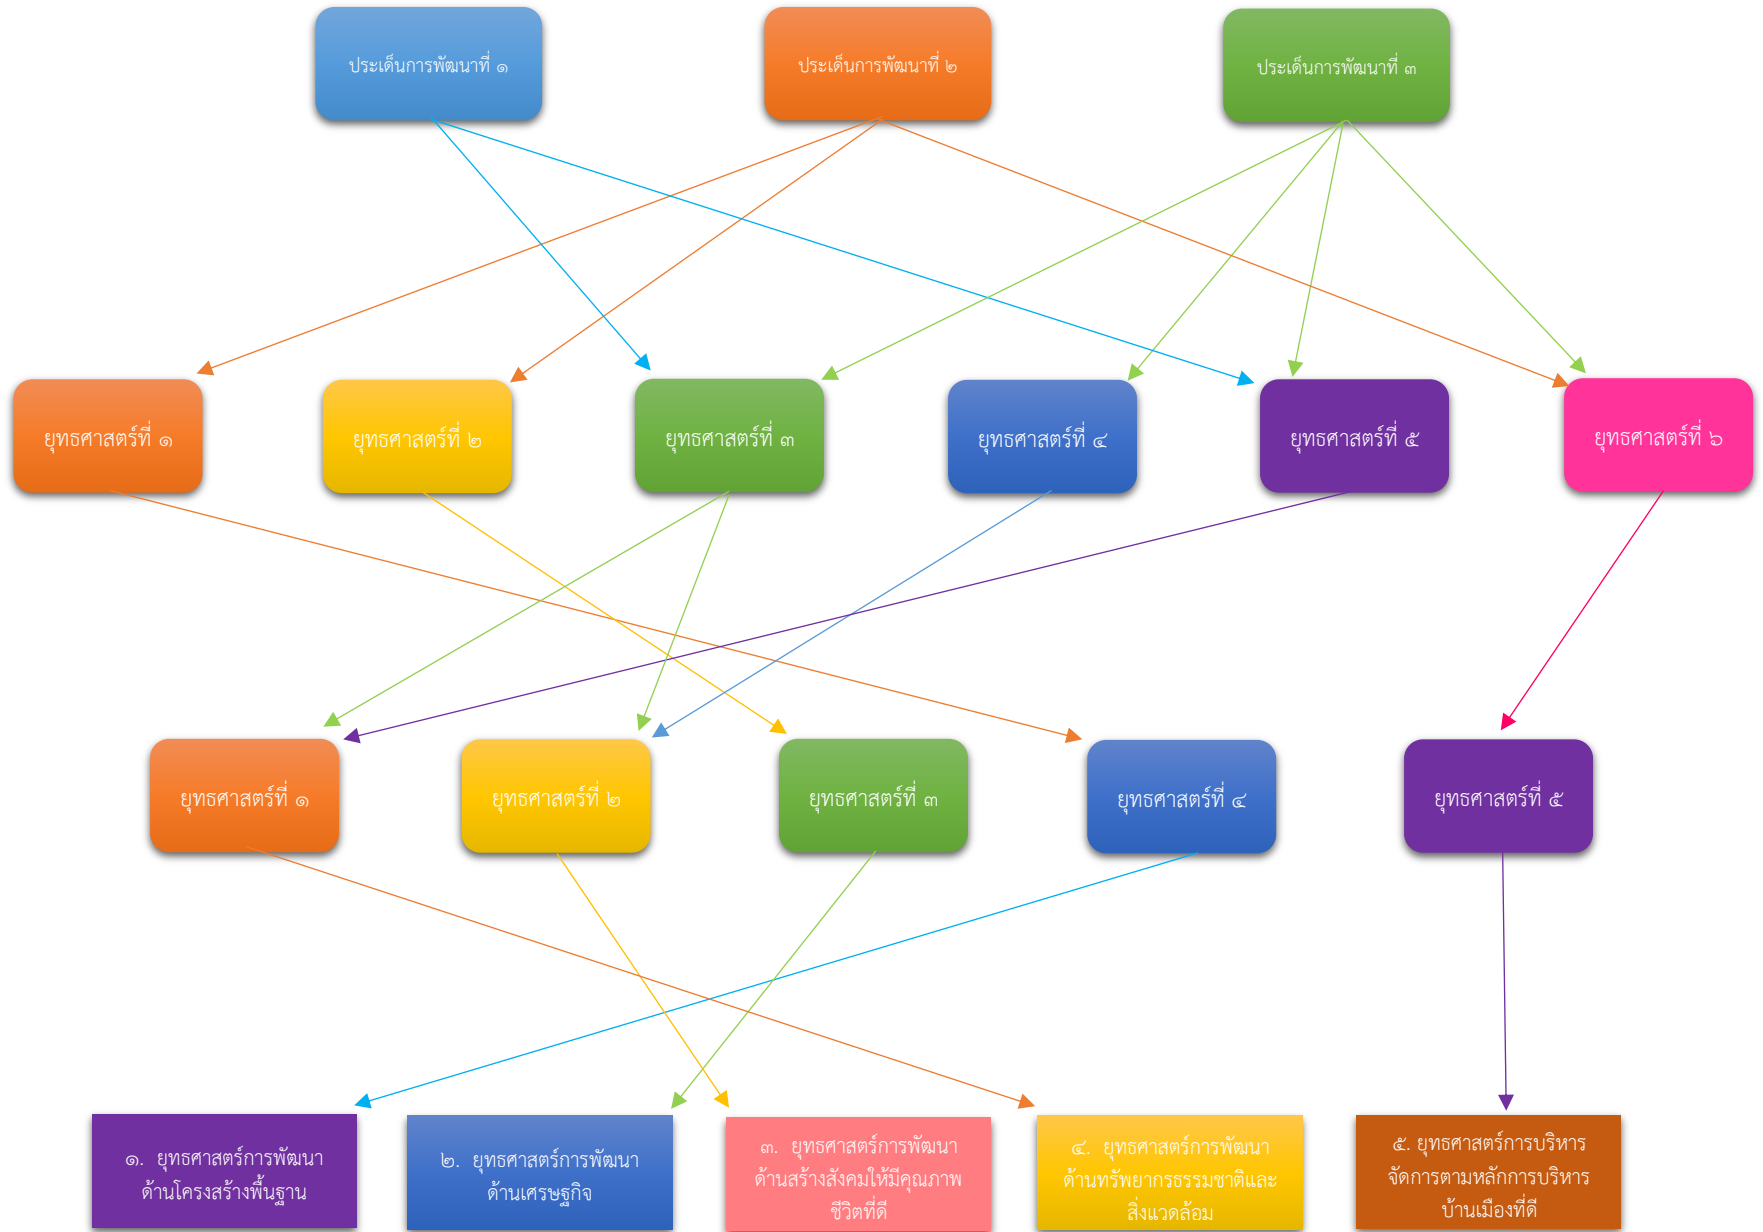 ประเด็นการพัฒนาที่ ๑
ประเด็นการพัฒนาที่ ๒
ประเด็นการพัฒนาที่ ๓
ยุทธศาสตร์ที่ ๑
ยุทธศาสตร์ที่ ๒
ยุทธศาสตร์ที่ ๓
ยุทธศาสตร์ที่ ๔
ยุทธศาสตร์ที่ ๕
ยุทธศาสตร์ที่ ๖
ยุทธศาสตร์ที่ ๑
ยุทธศาสตร์ที่ ๒
ยุทธศาสตร์ที่ ๓
ยุทธศาสตร์ที่ ๔
ยุทธศาสตร์ที่ ๕
๑. ยุทธศาสตร์การพัฒนา
ด้านโครงสร้างพื้นฐาน
๒. ยุทธศาสตร์การพัฒนา
ด้านเศรษฐกิจ
๓. ยุทธศาสตร์การพัฒนา
ด้านสร้างสังคมให้มีคุณภาพ
ชีวิตที่ดี
๔. ยุทธศาสตร์การพัฒนา
ด้านทรัพยากรธรรมชาติและ
สิ่งแวดล้อม
๕. ยุทธศาสตร์การบริหาร
จัดการตามหลักการบริหาร
บ้านเมืองที่ดี